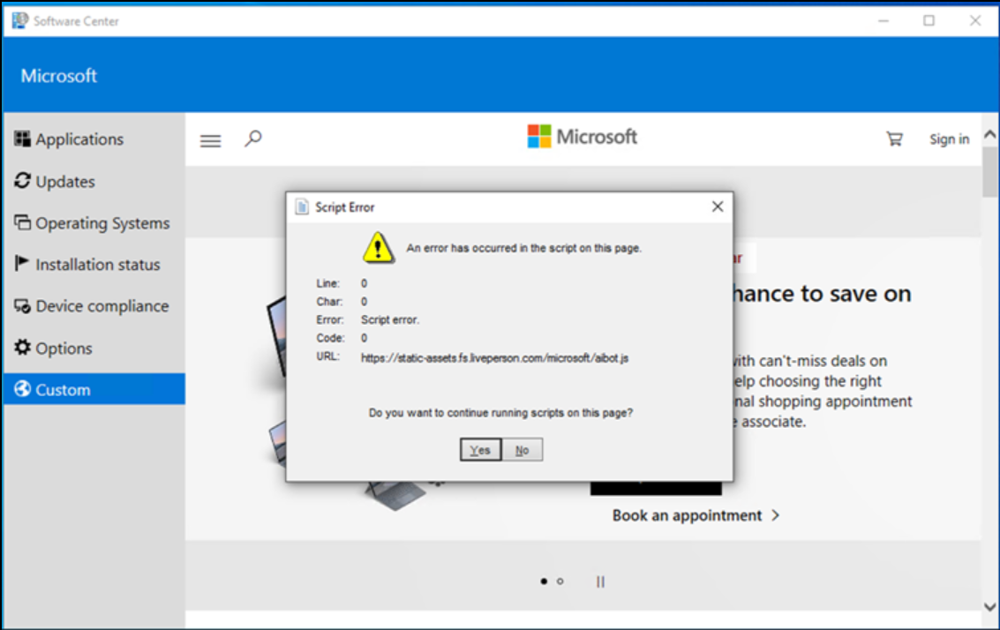 Software Center
Microsoft
Applications
Updates
Operating Systems
Installation status
Device compliance
Options
Custom
Microsoft
Sign in
Script Error
An error has occurred in the script on this page.
Line: 0
Char: 0
Error: Script error.
Code: 0
URL: https://static-assets.fs.liveperson.com/microsoft/aibot.js
Do you want to continue running scripts on this page?
Yes No
to save on
with can't-miss deals on
choosing the right
shopping appointment
associate.
Book an appointment